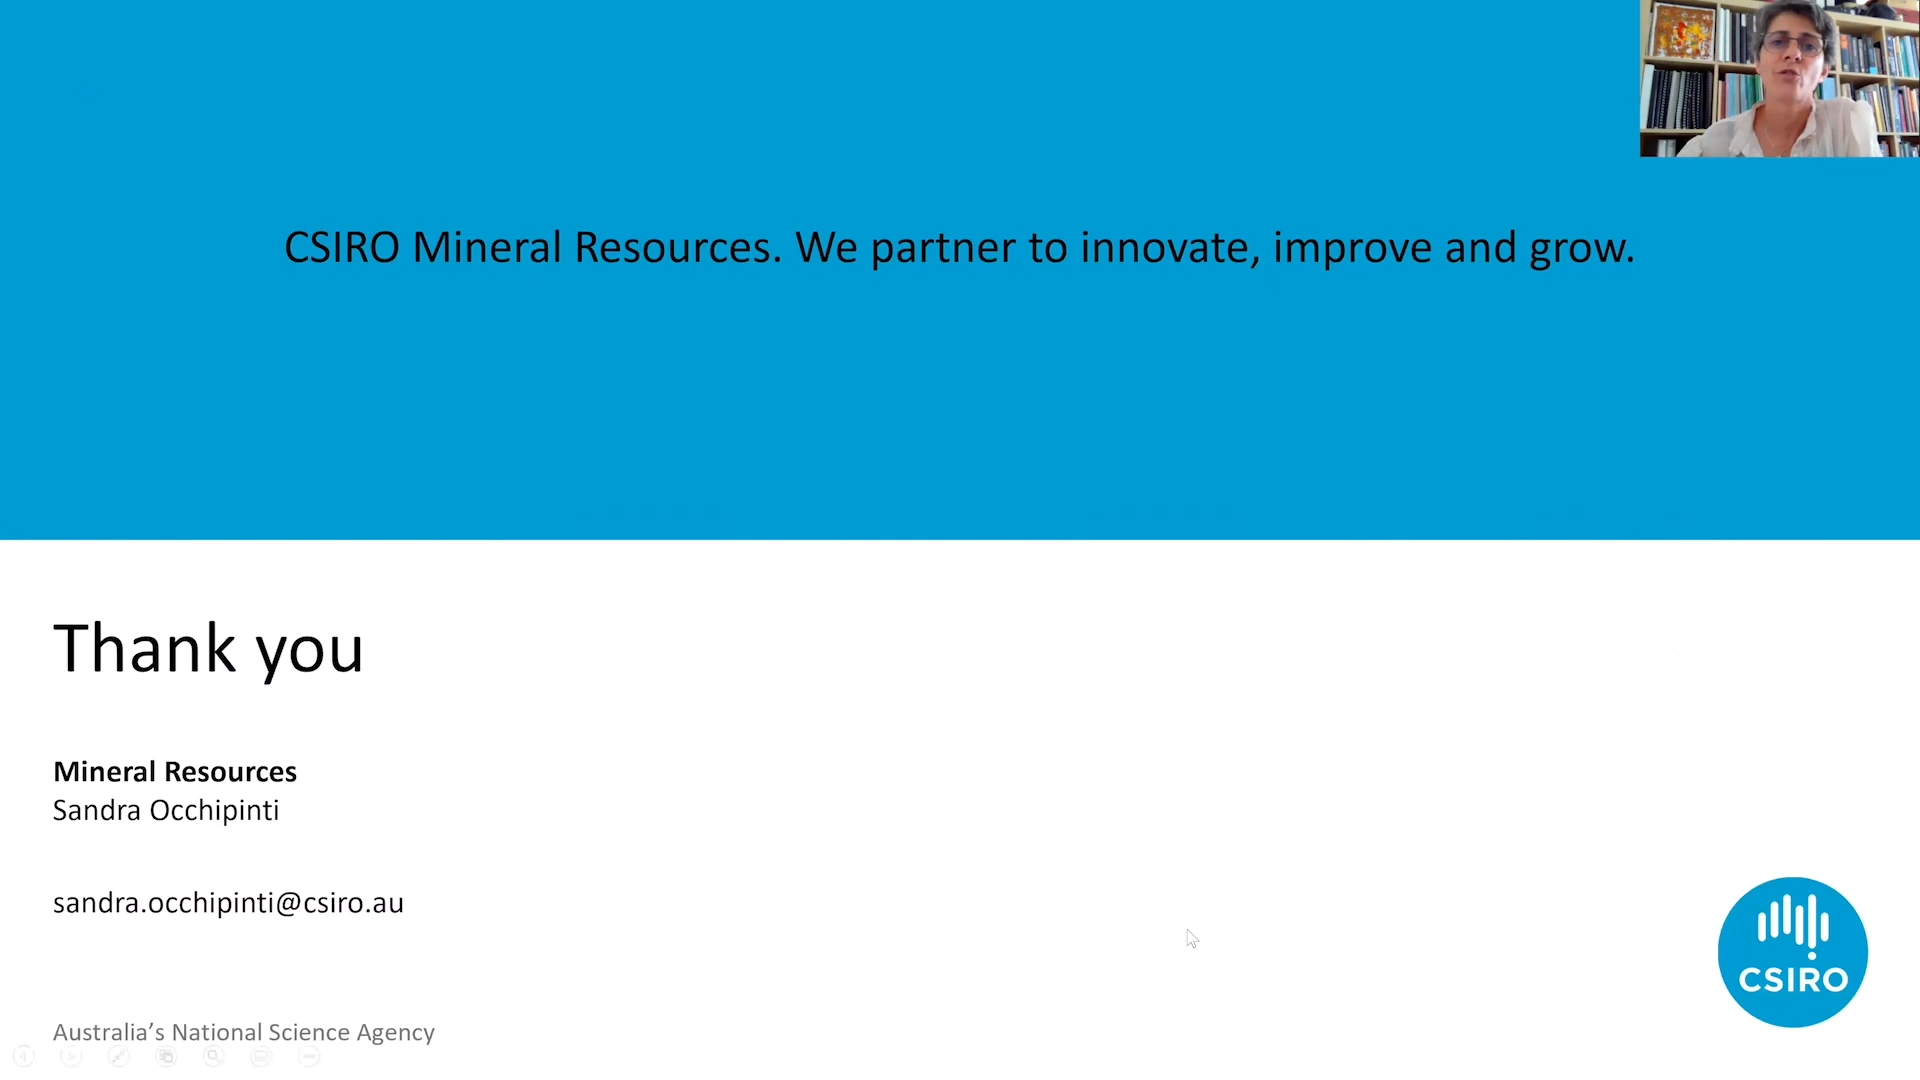 CSIRO Mineral Resources. We partner to innovate, improve and grow.
Thank you
Mineral Resources
Sandra Occhipinti
sandra.occhipinti@csiro.au
CSIRO
Australia’s National Science Agency